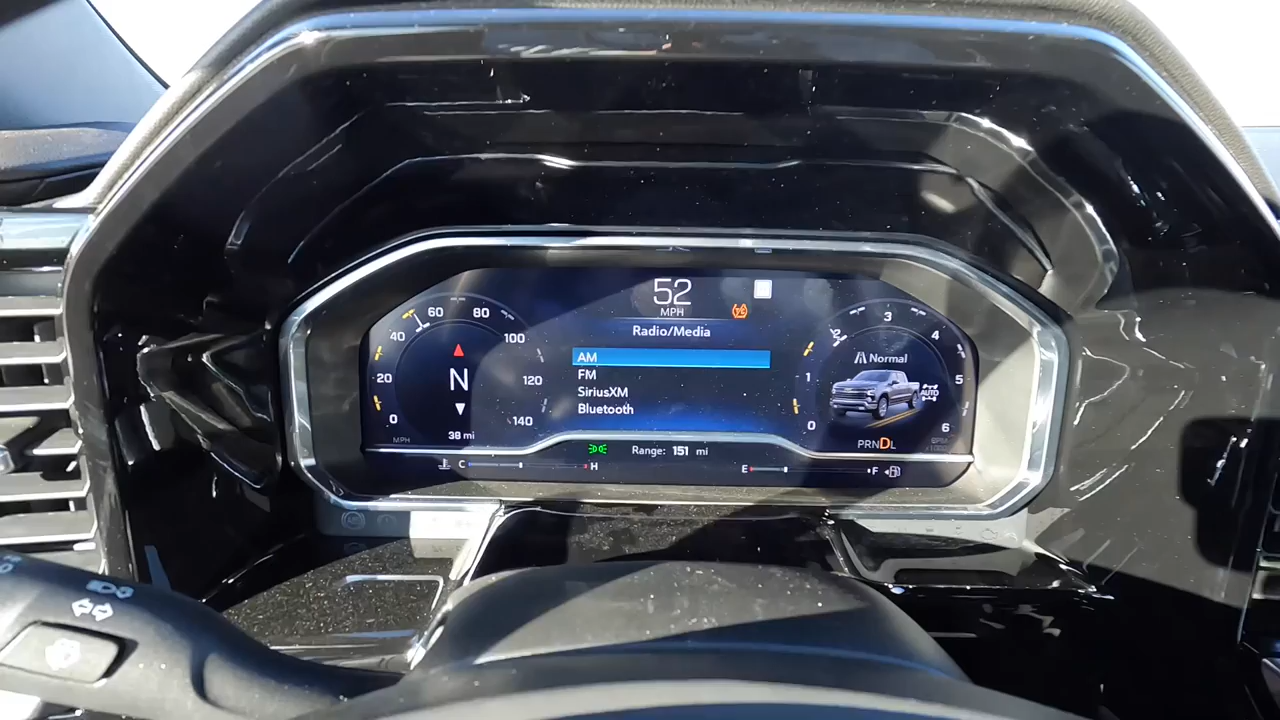 52
MPH
Radio/Media
AM
FM
SiriusXM
Bluetooth
0
20
40
60
80
100
120
140
MPH
N
38 mi
0
1
2
3
4
5
6
RPM
Normal
AUTO
PRNDL
Range: 151 mi
C
H
E
F